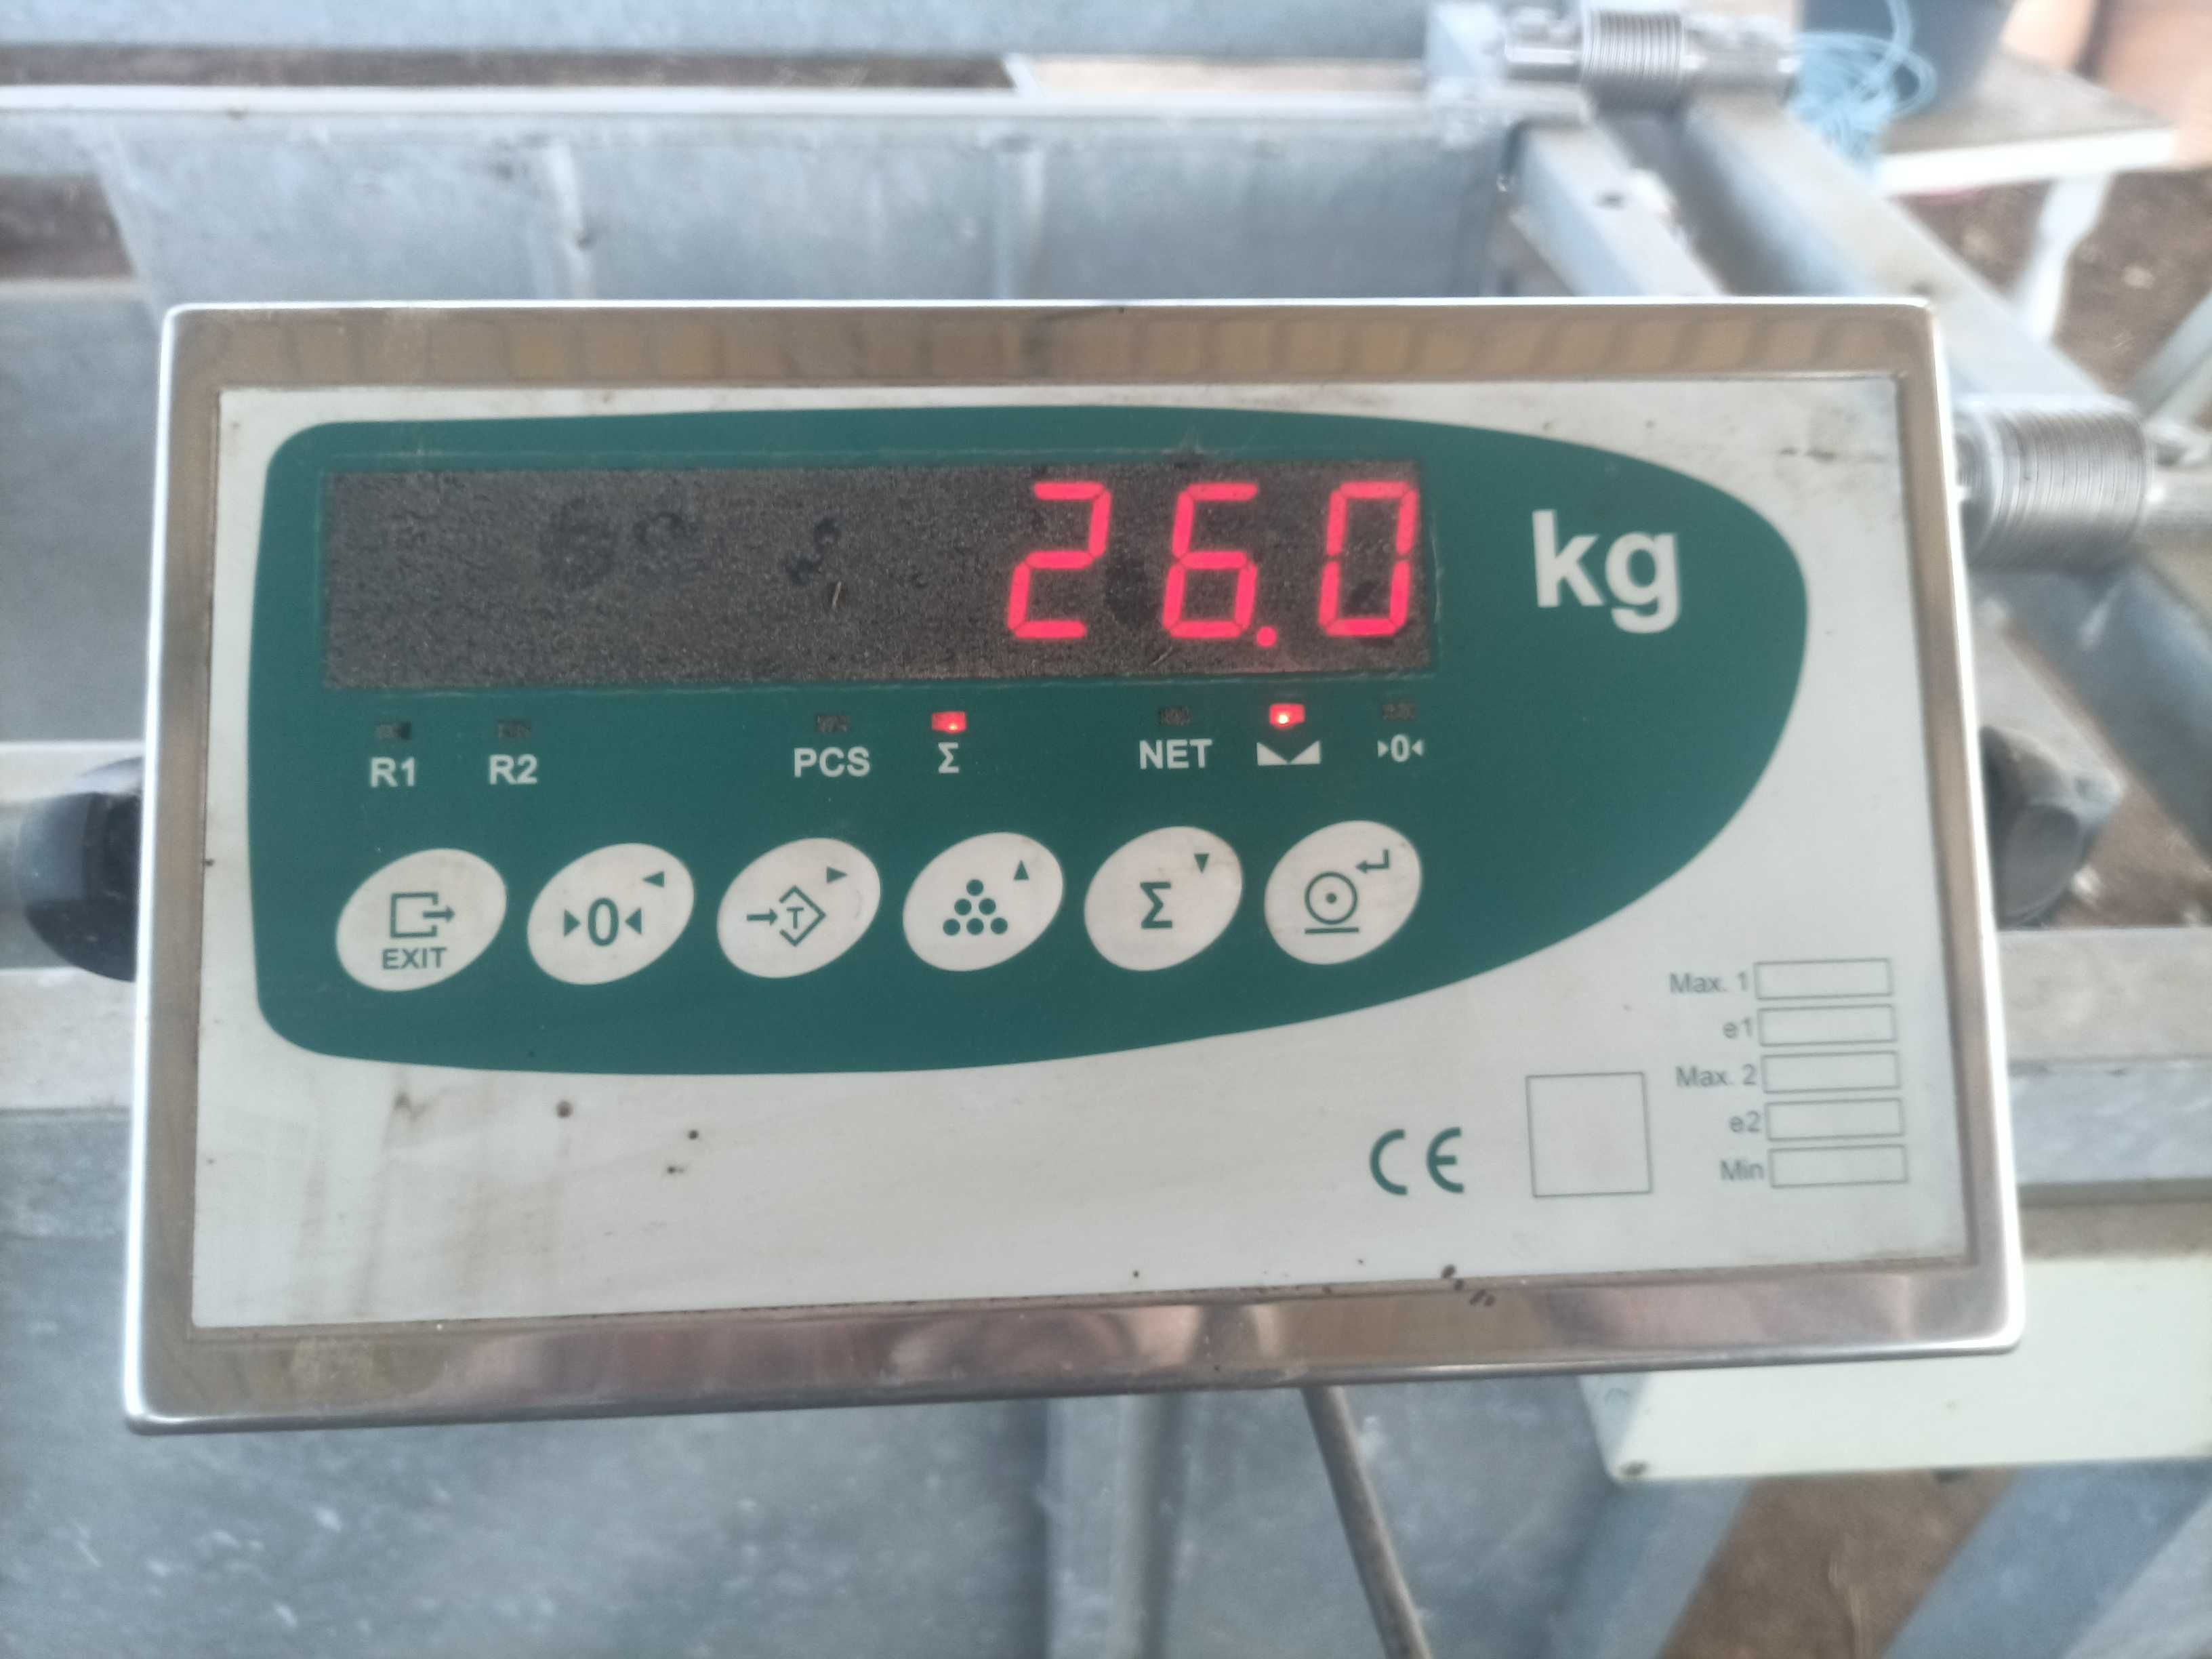 26.0 kg
R1 R2 PCS Σ NET ▸0◂
EXIT ▸0◂ T Σ
Max. 1
e1
Max. 2
e2
Min
CE